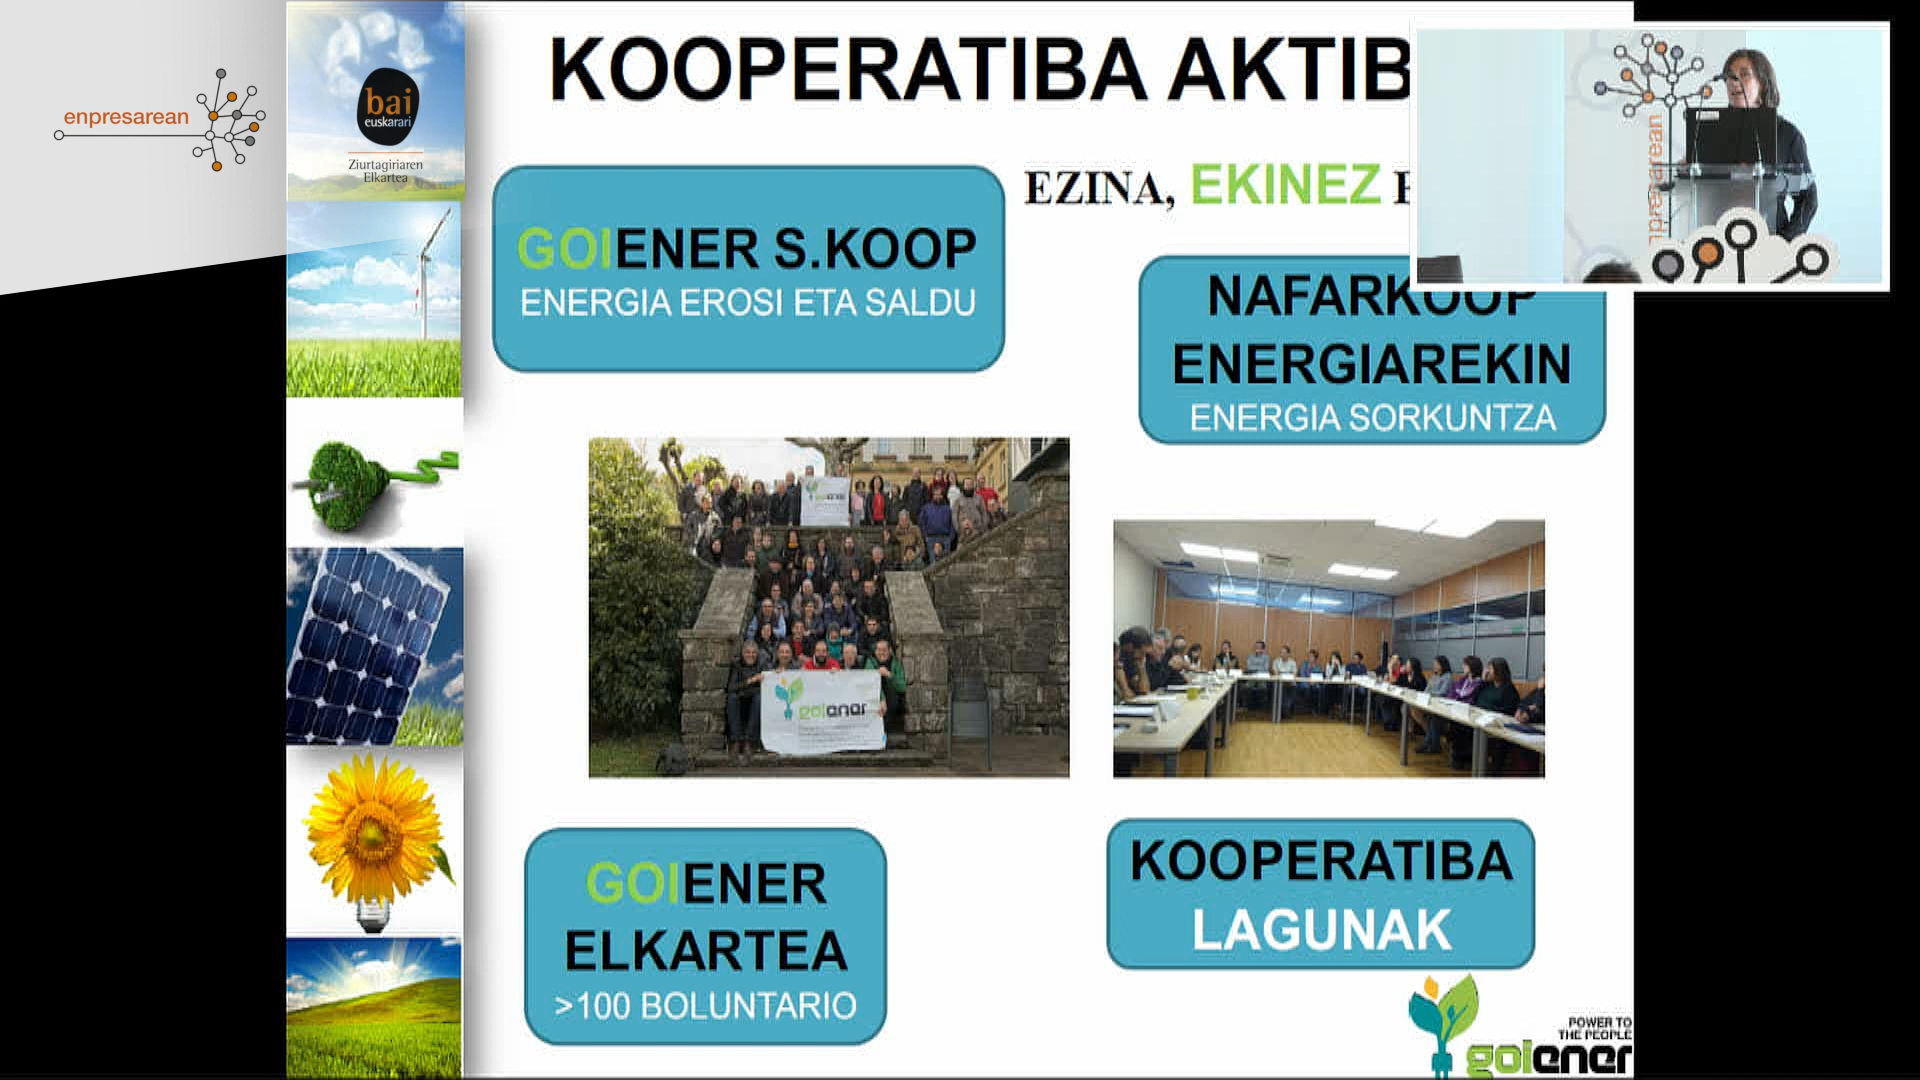 enpresarean
bai
euskarari
Ziurtagiriaren
Elkartea
KOOPERATIBA AKTIB
EZINA, EKINEZ
enpresarean
GOIENER S.KOOP
ENERGIA EROSI ETA SALDU
NAFARKOOP
ENERGIAREKIN
ENERGIA SORKUNTZA
goiener
GOIENER
ELKARTEA
>100 BOLUNTARIO
KOOPERATIBA
LAGUNAK
POWER TO
THE PEOPLE
goiener